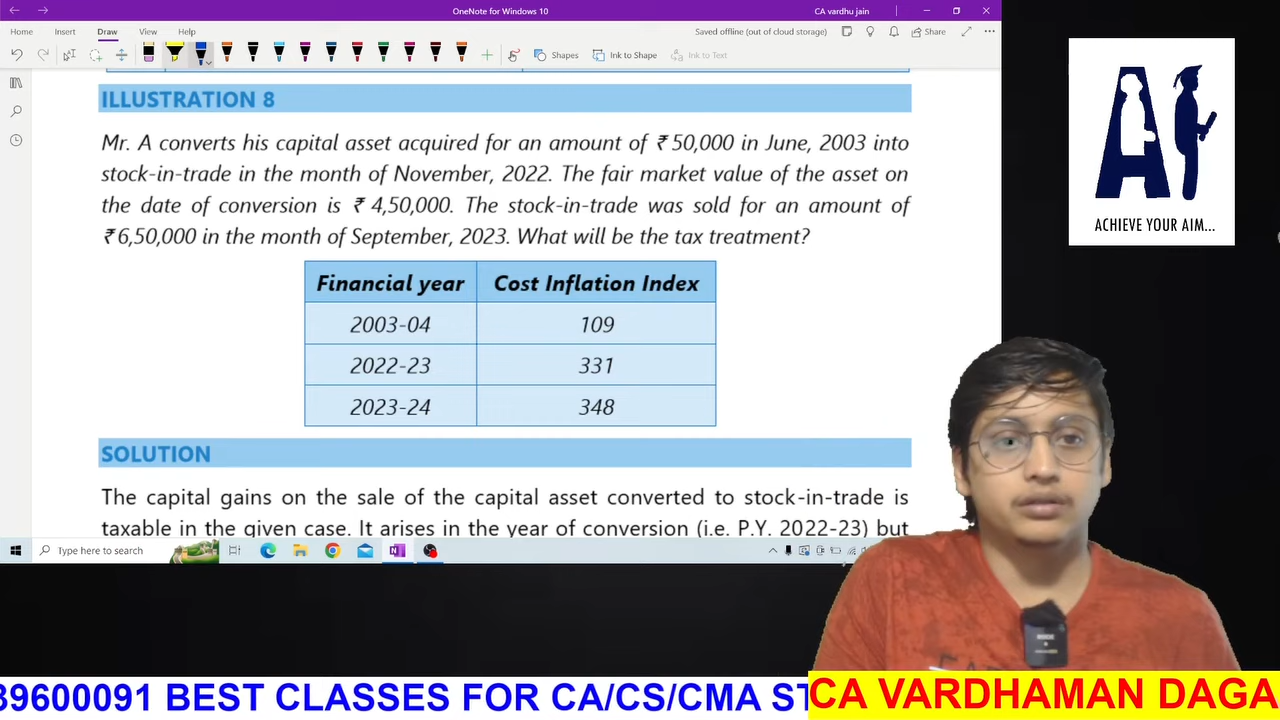 OneNote for Windows 10
CA vardhu jain
Home Insert Draw View Help
Saved offline (out of cloud storage)
Share
Shapes
Ink to Shape
Ink to Text
ILLUSTRATION 8
Mr. A converts his capital asset acquired for an amount of ₹ 50,000 in June, 2003 into
stock-in-trade in the month of November, 2022. The fair market value of the asset on
the date of conversion is ₹ 4,50,000. The stock-in-trade was sold for an amount of
₹ 6,50,000 in the month of September, 2023. What will be the tax treatment?
Financial year Cost Inflation Index
2003-04 109
2022-23 331
2023-24 348
SOLUTION
The capital gains on the sale of the capital asset converted to stock-in-trade is
taxable in the given case. It arises in the year of conversion (i.e. P.Y. 2022-23) but
Type here to search
AI
ACHIEVE YOUR AIM...
39600091 BEST CLASSES FOR CA/CS/CMA ST
CA VARDHAMAN DAGA